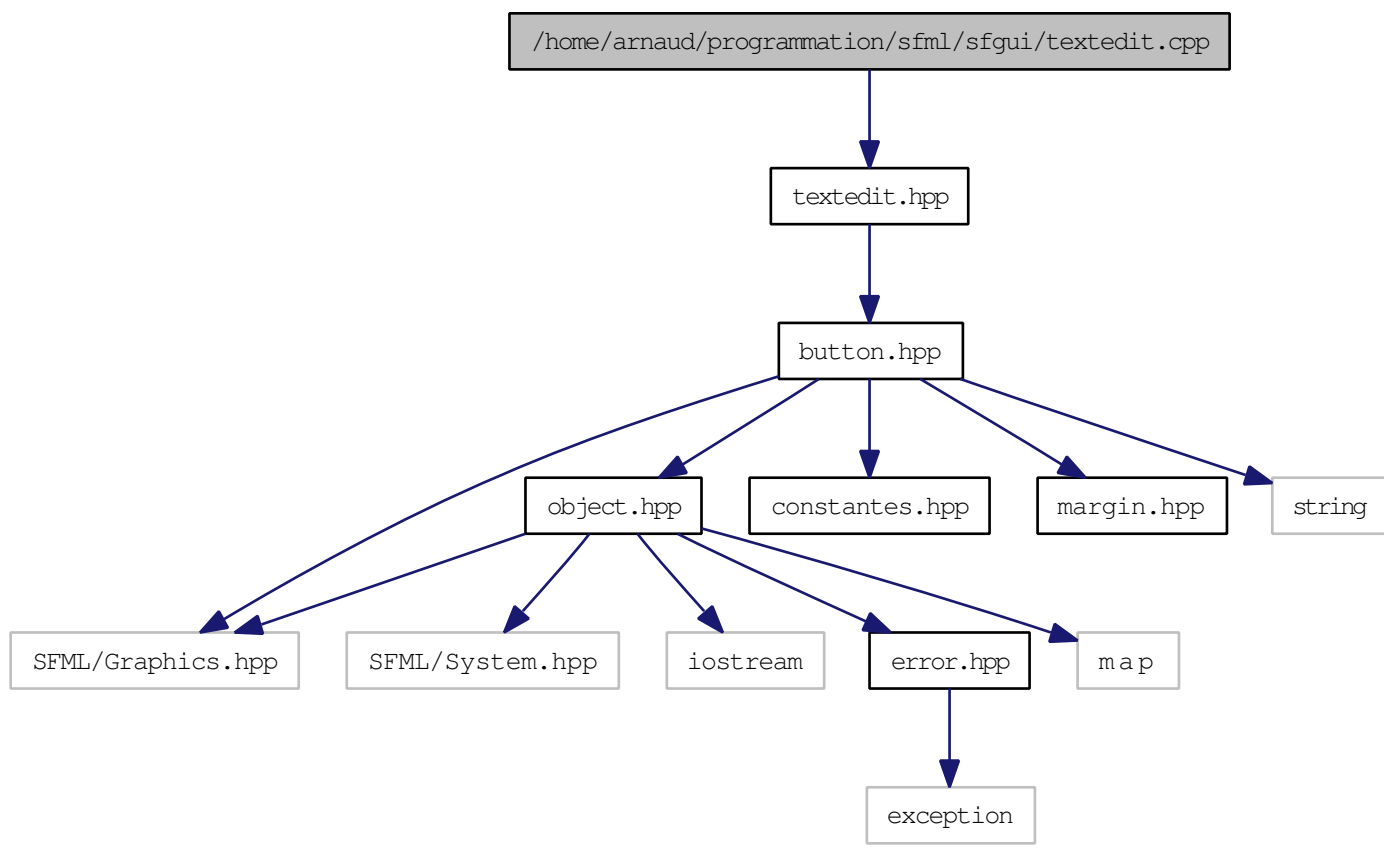 /home/arnaud/programmation/sfml/sfgui/textedit.cpp
textedit.hpp
button.hpp
object.hpp
constantes.hpp
margin.hpp
string
SFML/Graphics.hpp
SFML/System.hpp
iostream
error.hpp
map
exception